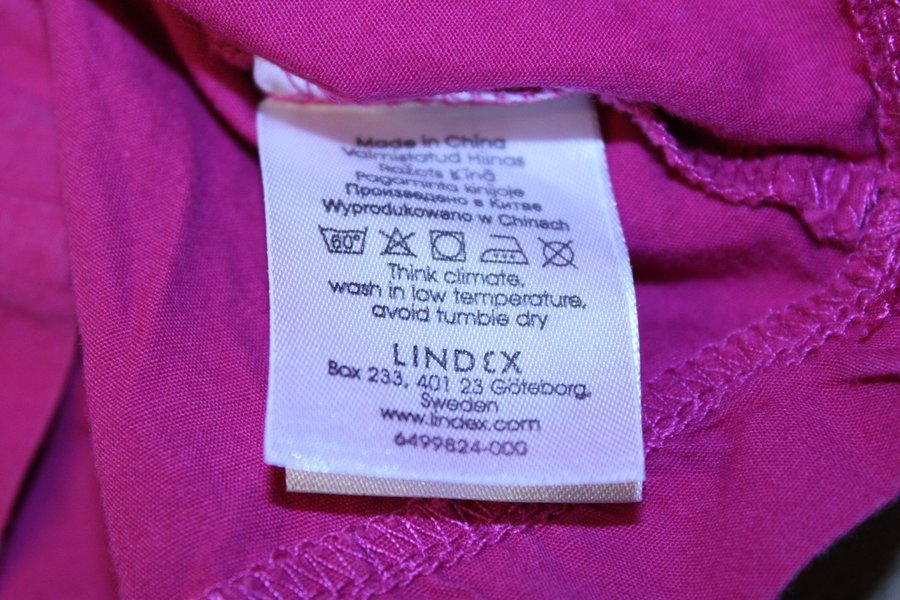 Made in China
Valmistatud Hiinas
Ražots Ķīnā
Pagaminta kinijoje
Произведено в Китае
Wyprodukowano w Chinach
60°
Think climate,
wash in low temperature,
avoid tumble dry
LINDEX
Box 233, 401 23 Göteborg,
Sweden
www.lindex.com
6499824-000